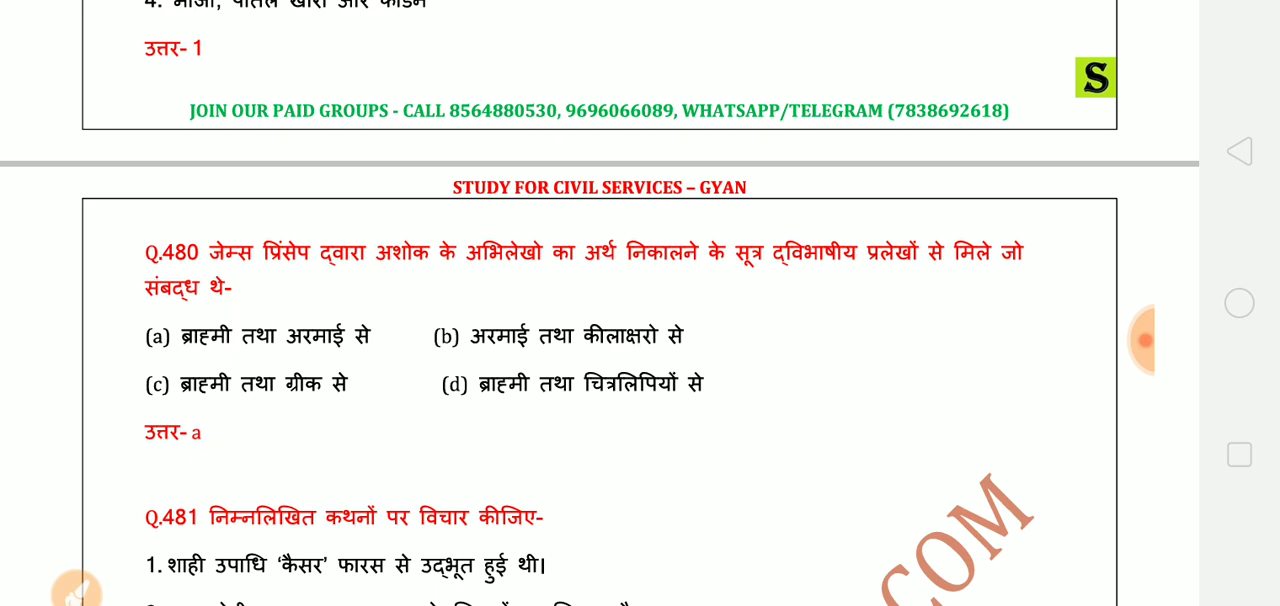 उत्तर- 1
S
JOIN OUR PAID GROUPS - CALL 8564880530, 9696066089, WHATSAPP/TELEGRAM (7838692618)
STUDY FOR CIVIL SERVICES – GYAN
Q.480 जेम्स प्रिंसेप द्वारा अशोक के अभिलेखो का अर्थ निकालने के सूत्र द्विभाषीय प्रलेखों से मिले जो
संबद्ध थे-
(a) ब्राह्मी तथा अरमाई से (b) अरमाई तथा कीलाक्षरो से
(c) ब्राह्मी तथा ग्रीक से (d) ब्राह्मी तथा चित्रलिपियों से
उत्तर- a
Q.481 निम्नलिखित कथनों पर विचार कीजिए-
1. शाही उपाधि ‘कैसर’ फारस से उद्भूत हुई थी।
COM